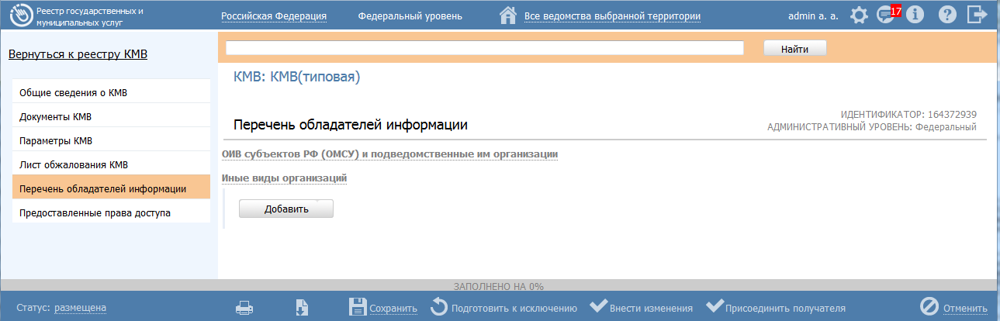 Реестр государственных и
муниципальных услуг
Российская Федерация
Федеральный уровень
Все ведомства выбранной территории
admin a. a.
17
Вернуться к реестру КМВ
Найти
Общие сведения о КМВ
Документы КМВ
Параметры КМВ
Лист обжалования КМВ
Перечень обладателей информации
Предоставленные права доступа
КМВ: КМВ(типовая)
Перечень обладателей информации
ИДЕНТИФИКАТОР: 164372939
АДМИНИСТРАТИВНЫЙ УРОВЕНЬ: Федеральный
ОИВ субъектов РФ (ОМСУ) и подведомственные им организации
Иные виды организаций
Добавить
ЗАПОЛНЕНО НА 0%
Статус: размещена
Сохранить
Подготовить к исключению
Внести изменения
Присоединить получателя
Отменить